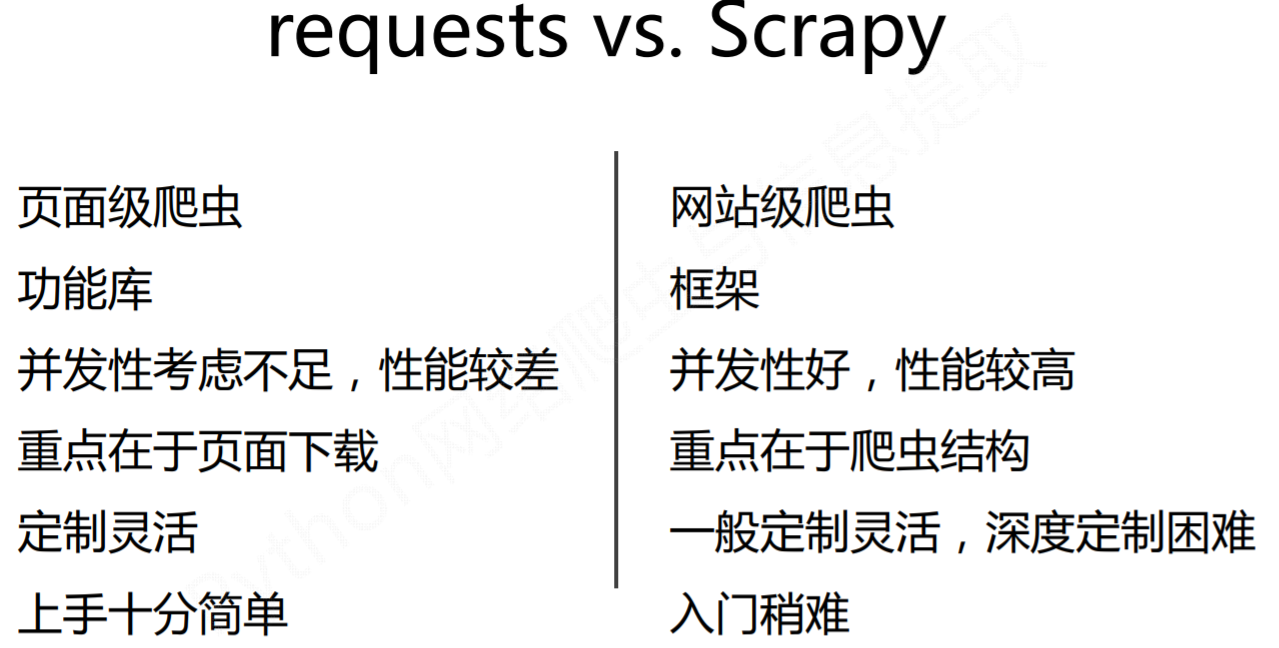 requests vs. Scrapy
页面级爬虫
功能库
并发性考虑不足，性能较差
重点在于页面下载
定制灵活
上手十分简单
网站级爬虫
框架
并发性好，性能较高
重点在于爬虫结构
一般定制灵活，深度定制困难
入门稍难
Python网络爬虫与信息提取